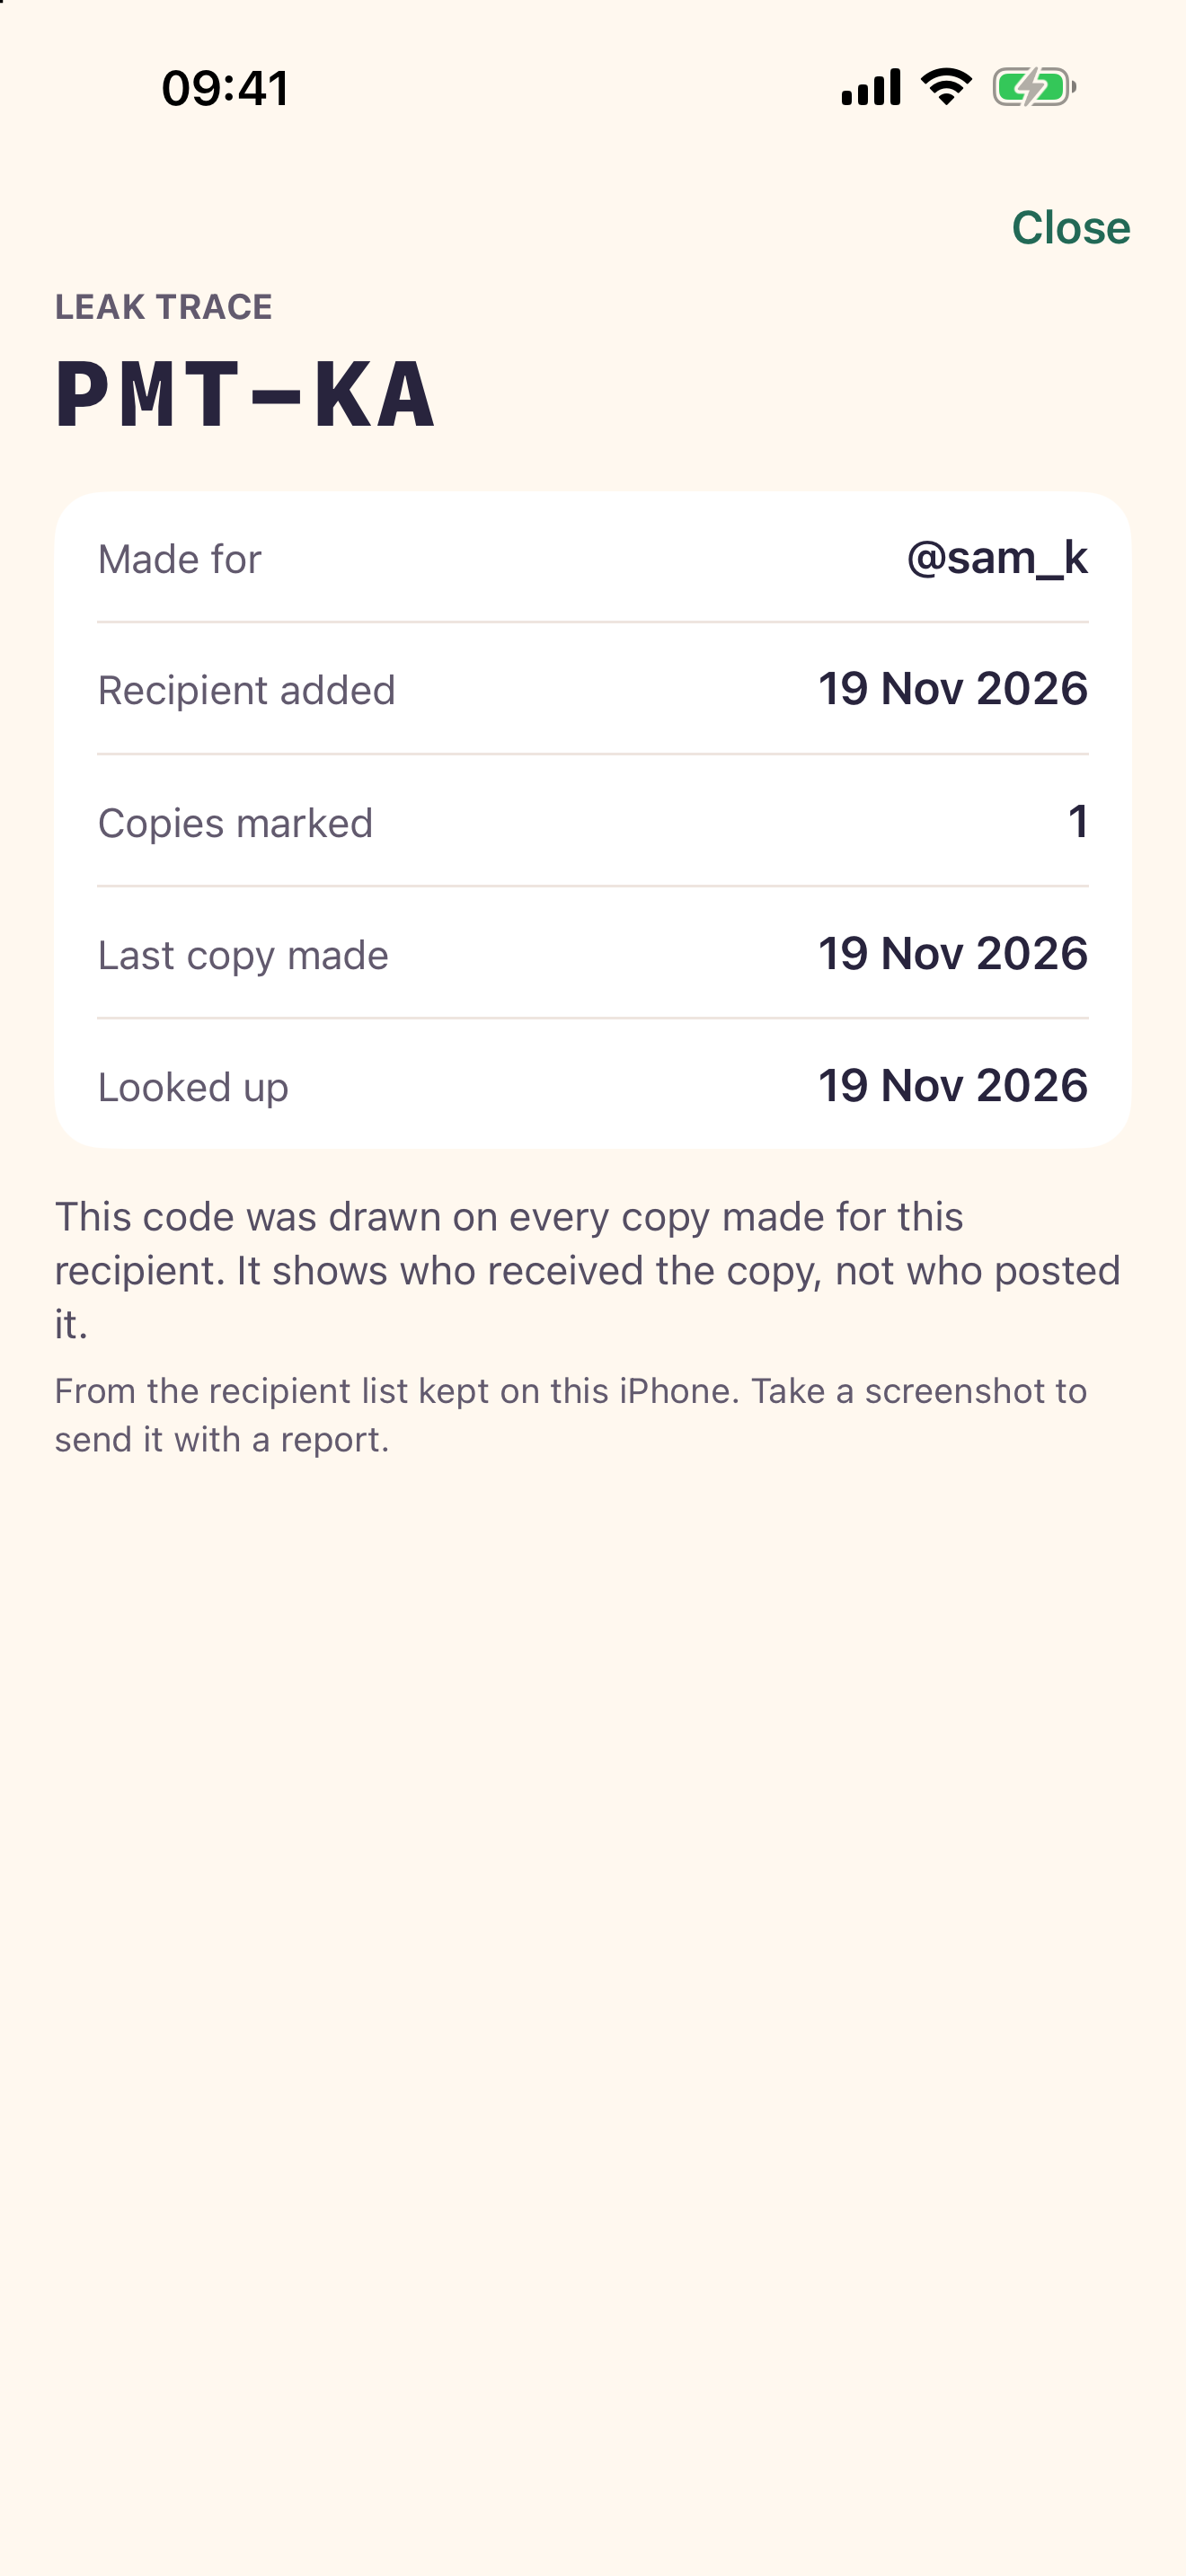 09:41
Close
LEAK TRACE
PMT-KA
Made for @sam_k
Recipient added 19 Nov 2026
Copies marked 1
Last copy made 19 Nov 2026
Looked up 19 Nov 2026
This code was drawn on every copy made for this
recipient. It shows who received the copy, not who posted
it.
From the recipient list kept on this iPhone. Take a screenshot to
send it with a report.